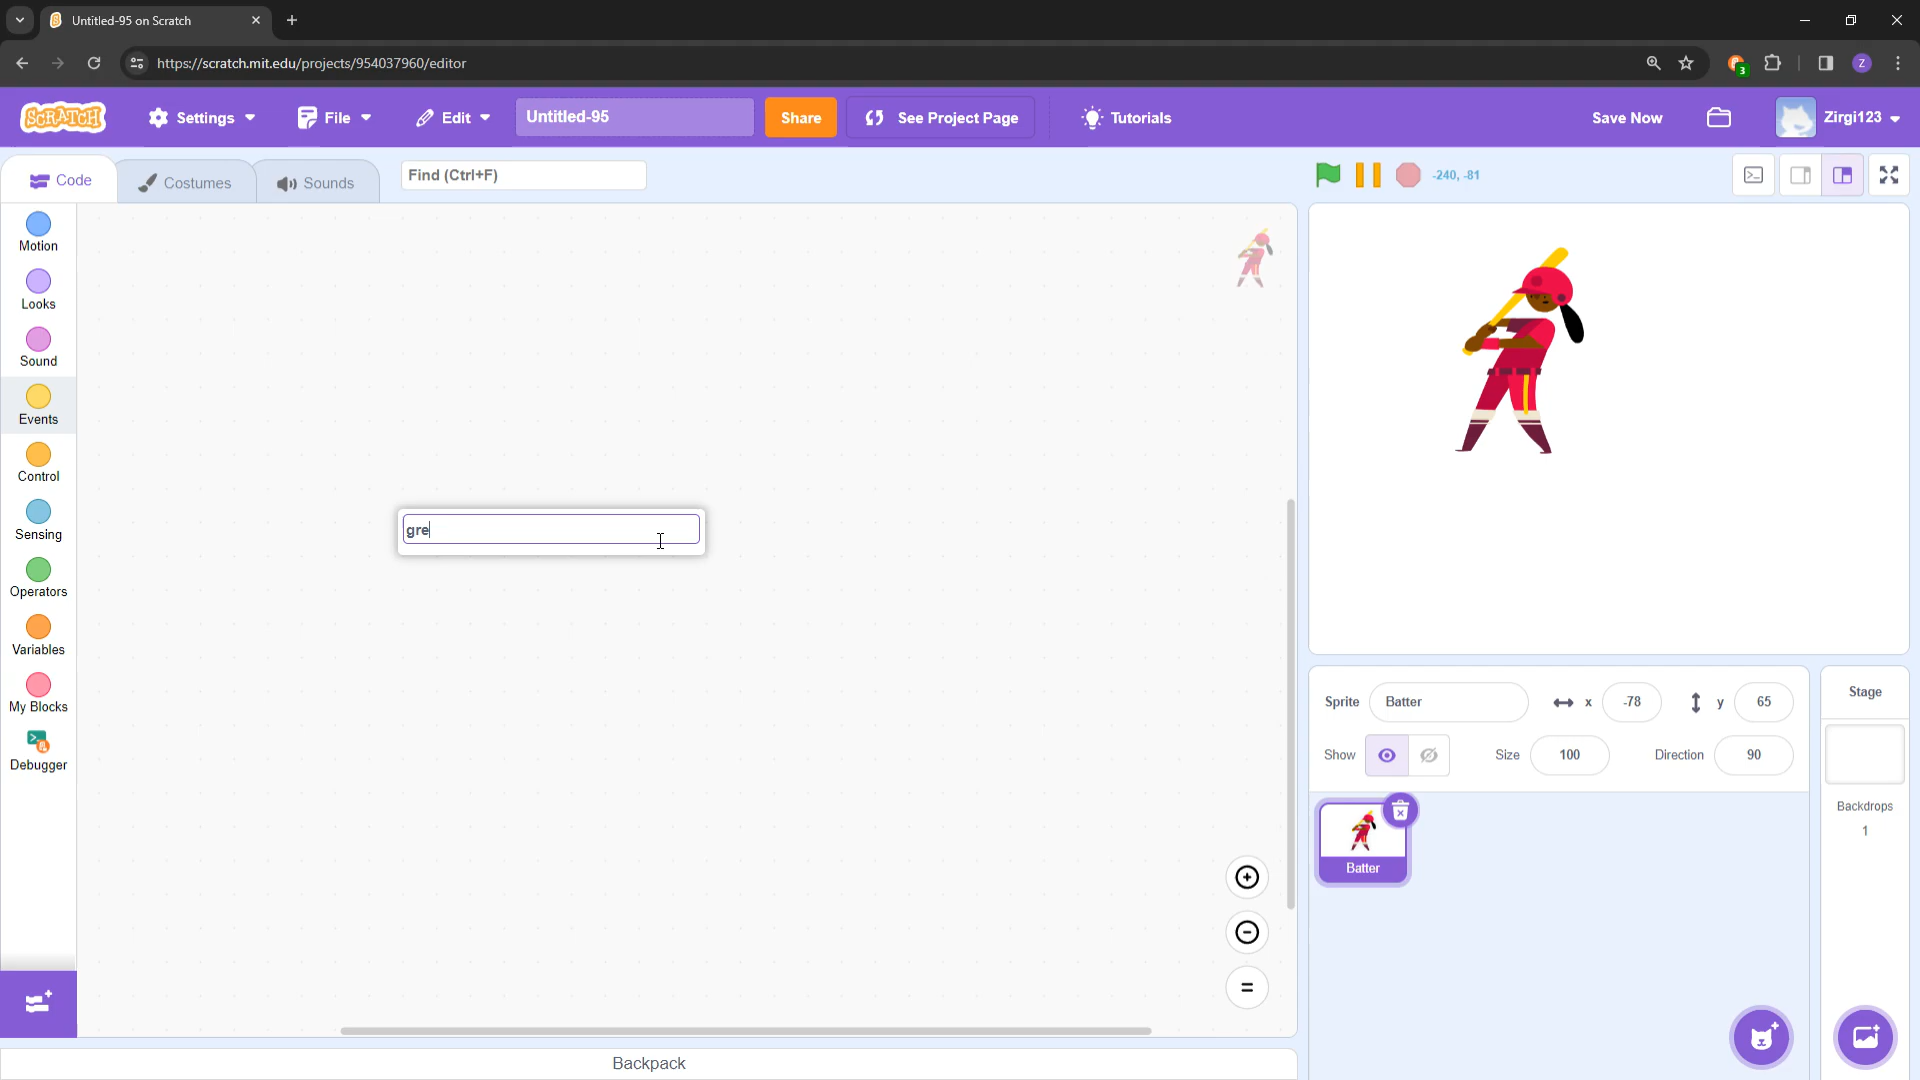 Untitled-95 on Scratch
https://scratch.mit.edu/projects/954037960/editor
3
Z
SCRATCH
Settings
File
Edit
Untitled-95
Share
See Project Page
Tutorials
Save Now
Zirgi123
Code
Costumes
Sounds
Find (Ctrl+F)
-240, -81
Motion
Looks
Sound
Events
Control
Sensing
Operators
Variables
My Blocks
Debugger
gre
Sprite
Batter
x
-78
y
65
Show
Size
100
Direction
90
Batter
Stage
Backdrops
1
Backpack